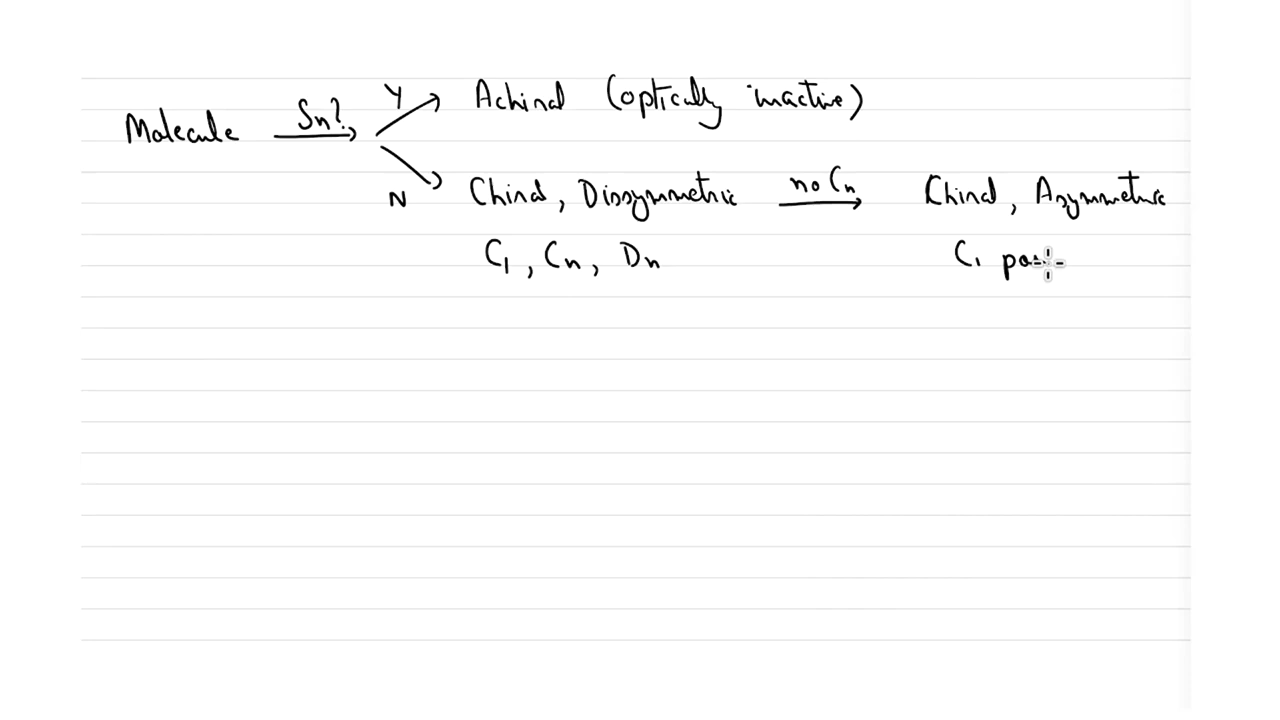 Molecule Sn? Y Achiral (optically inactive)
N Chiral, Dissymmetric no Cn Chiral, Asymmetric
C1, Cn, Dn C1